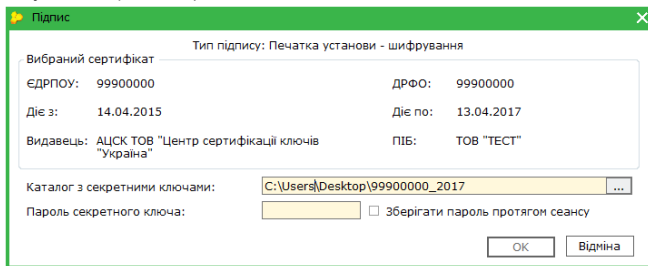 Підпис
Тип підпису: Печатка установи - шифрування
Вибраний сертифікат
ЄДРПОУ: 99900000 ДРФО: 99900000
Діє з: 14.04.2015 Діє по: 13.04.2017
Видавець: АЦСК ТОВ "Центр сертифікації ключів ПІБ: ТОВ "ТЕСТ"
"Україна"
Каталог з секретними ключами: C:\Users\Desktop\99900000_2017 ...
Пароль секретного ключа: Зберігати пароль протягом сеансу
OK Відміна